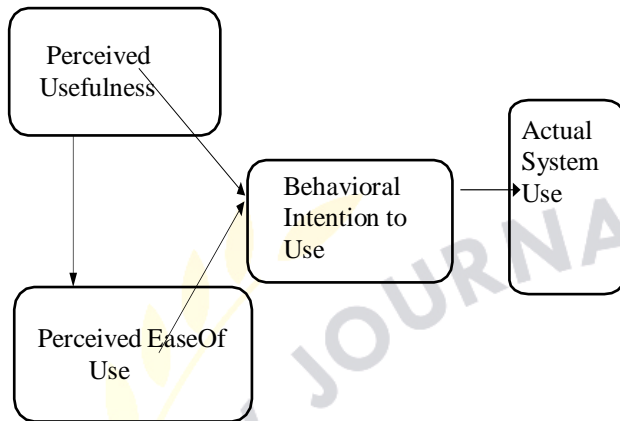 Perceived
Usefulness
Actual
System
Use
Behavioral
Intention to
Use
Perceived EaseOf
Use
JOURNA